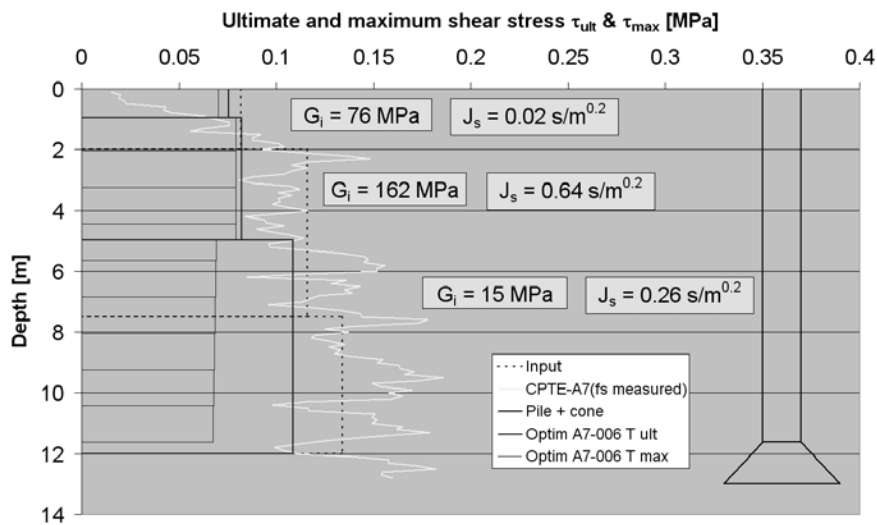 Ultimate and maximum shear stress τult & τmax [MPa]
0 0.05 0.1 0.15 0.2 0.25 0.3 0.35 0.4
Depth [m]
0
2
4
6
8
10
12
14
Gi = 76 MPa Js = 0.02 s/m^0.2
Gi = 162 MPa Js = 0.64 s/m^0.2
Gi = 15 MPa Js = 0.26 s/m^0.2
Input
CPTE-A7(fs measured)
Pile + cone
Optim A7-006 T ult
Optim A7-006 T max